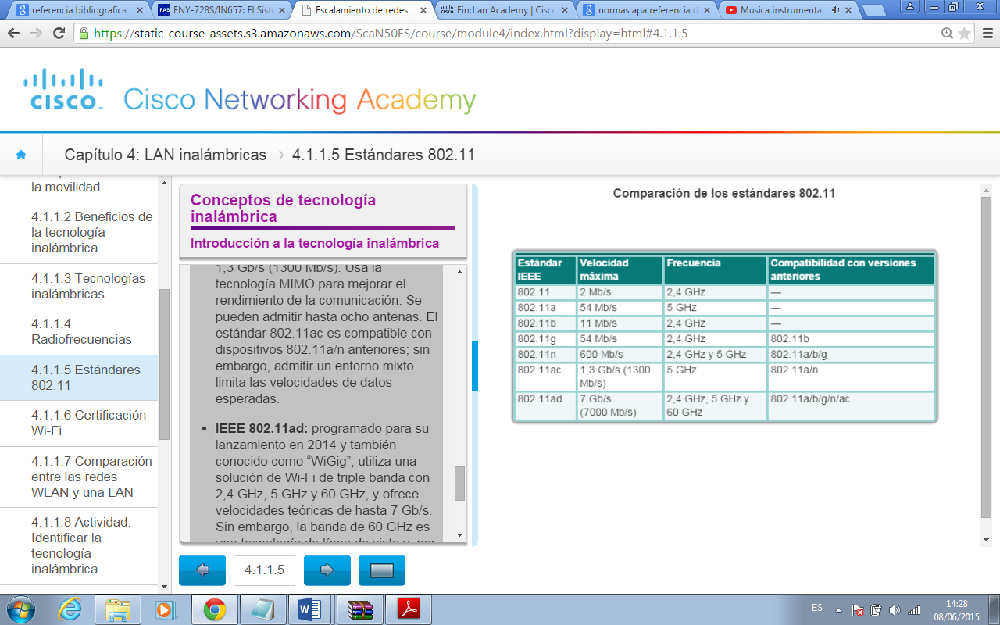 referencia bibliografica
ENY-728S/IN657: El Siste
Escalamiento de redes
Find an Academy | Cisco
normas apa referencia d
Musica instrumental
https://static-course-assets.s3.amazonaws.com/ScaN50ES/course/module4/index.html?display=html#4.1.1.5
cisco
Cisco Networking Academy
Capítulo 4: LAN inalámbricas
4.1.1.5 Estándares 802.11
la movilidad
4.1.1.2 Beneficios de
la tecnología
inalámbrica
4.1.1.3 Tecnologías
inalámbricas
4.1.1.4
Radiofrecuencias
4.1.1.5 Estándares
802.11
4.1.1.6 Certificación
Wi-Fi
4.1.1.7 Comparación
entre las redes
WLAN y una LAN
4.1.1.8 Actividad:
Identificar la
tecnología
inalámbrica
Conceptos de tecnología
inalámbrica
Introducción a la tecnología inalámbrica
1,3 Gb/s (1300 Mb/s). Usa la
tecnología MIMO para mejorar el
rendimiento de la comunicación. Se
pueden admitir hasta ocho antenas. El
estándar 802.11ac es compatible con
dispositivos 802.11a/n anteriores; sin
embargo, admitir un entorno mixto
limita las velocidades de datos
esperadas.
• IEEE 802.11ad: programado para su
lanzamiento en 2014 y también
conocido como “WiGig”, utiliza una
solución de Wi-Fi de triple banda con
2,4 GHz, 5 GHz y 60 GHz, y ofrece
velocidades teóricas de hasta 7 Gb/s.
Sin embargo, la banda de 60 GHz es
una tecnología de línea de vista y, por
4.1.1.5
Comparación de los estándares 802.11
Estándar IEEE | Velocidad máxima | Frecuencia | Compatibilidad con versiones anteriores
802.11 | 2 Mb/s | 2,4 GHz | —
802.11a | 54 Mb/s | 5 GHz | —
802.11b | 11 Mb/s | 2,4 GHz | —
802.11g | 54 Mb/s | 2,4 GHz | 802.11b
802.11n | 600 Mb/s | 2,4 GHz y 5 GHz | 802.11a/b/g
802.11ac | 1,3 Gb/s (1300 Mb/s) | 5 GHz | 802.11a/n
802.11ad | 7 Gb/s (7000 Mb/s) | 2,4 GHz, 5 GHz y 60 GHz | 802.11a/b/g/n/ac
ES
14:28
08/06/2015